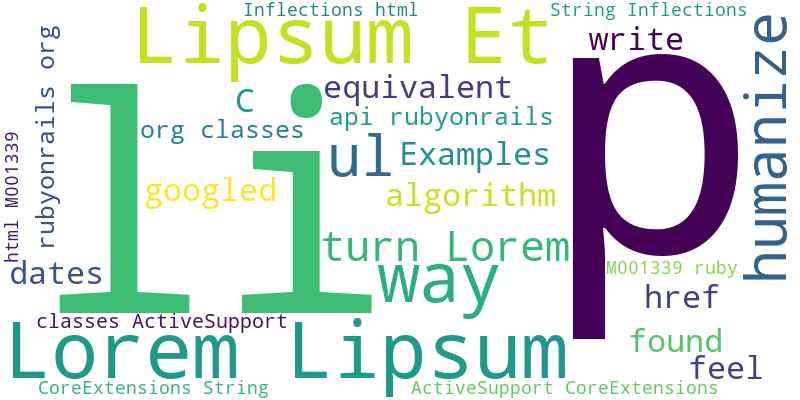 Inflections html
String Inflections
Lipsum Et
write
rubyonrails org
li
p
humanize
C
equivalent
api rubyonrails
org classes
ul
Examples
html M001339
googled
algorithm
turn Lorem
dates
way
M001339 ruby
href
classes ActiveSupport
Lorem Lipsum
found
feel
CoreExtensions String
ActiveSupport CoreExtensions